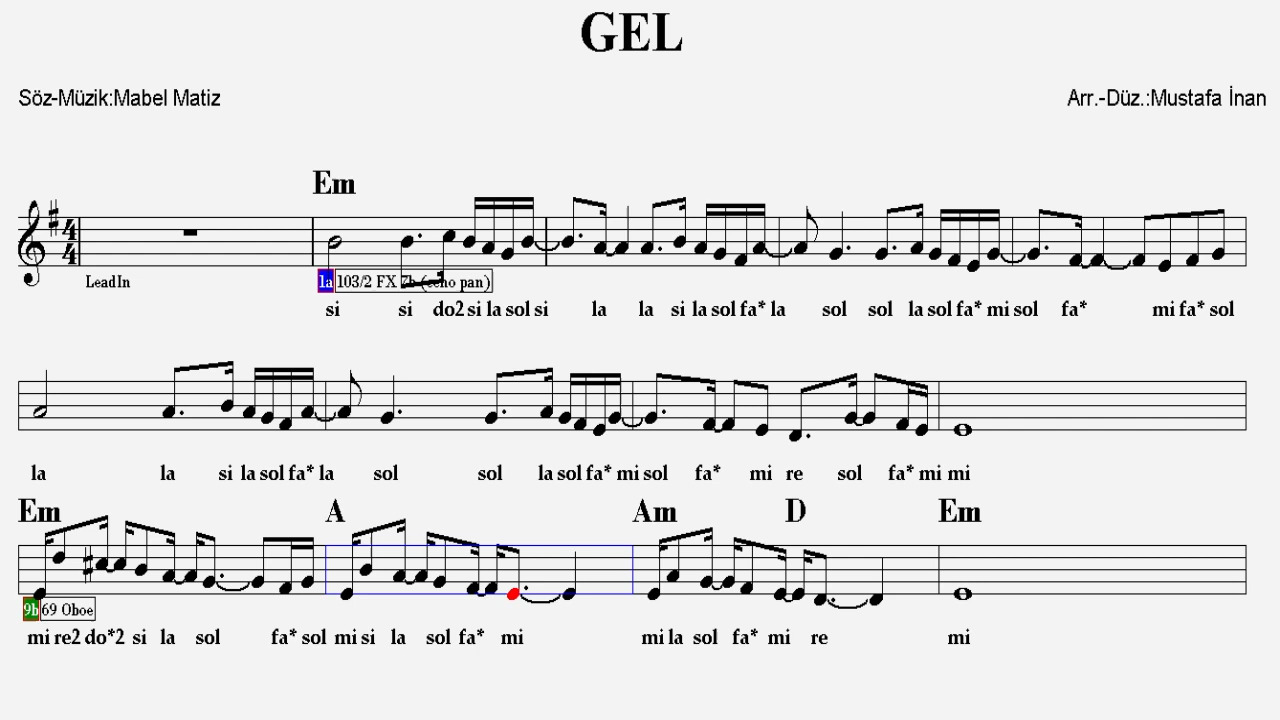 GEL
Söz-Müzik:Mabel Matiz Arr.-Düz.:Mustafa İnan
Em
4
4
LeadIn 1a 103/2 FX 7b (echo pan)
si si do2 si la sol si la la si la sol fa* la sol sol la sol fa* mi sol fa* mi fa* sol
la la si la sol fa* la sol sol la sol fa* mi sol fa* mi re sol fa* mi mi
Em A Am D Em
9b 69 Oboe
mi re2 do*2 si la sol fa* sol mi si la sol fa* mi mi la sol fa* mi re mi